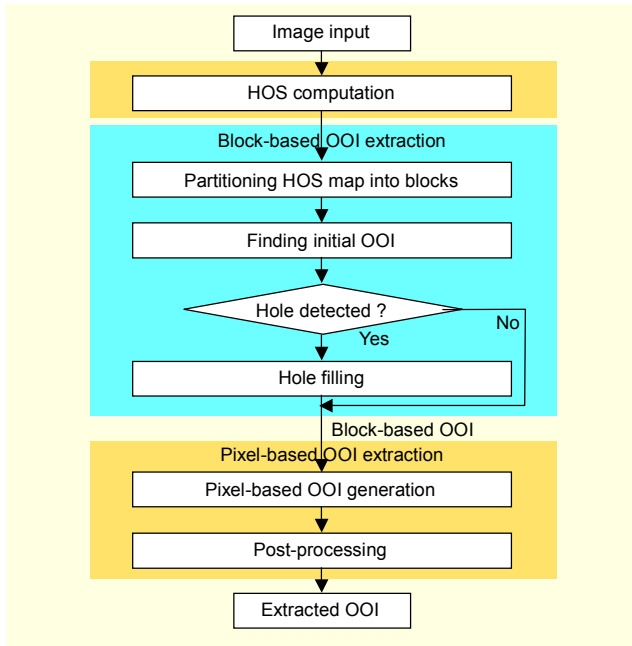 Image input
HOS computation
Block-based OOI extraction
Partitioning HOS map into blocks
Finding initial OOI
Hole detected ?
No
Yes
Hole filling
Block-based OOI
Pixel-based OOI extraction
Pixel-based OOI generation
Post-processing
Extracted OOI